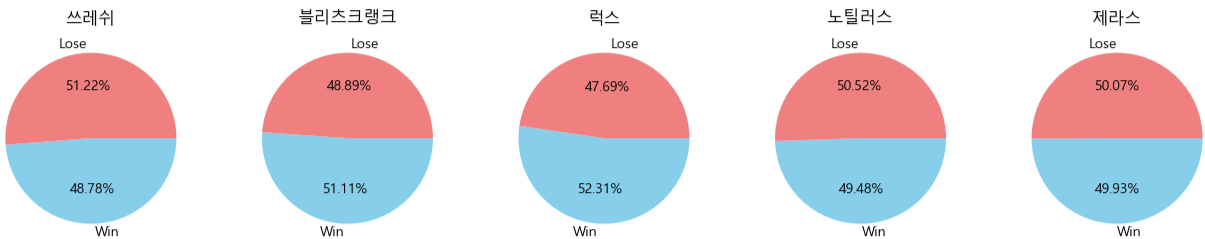 쓰레쉬
Lose
51.22%
48.78%
Win
블리츠크랭크
Lose
48.89%
51.11%
Win
럭스
Lose
47.69%
52.31%
Win
노틸러스
Lose
50.52%
49.48%
Win
제라스
Lose
50.07%
49.93%
Win